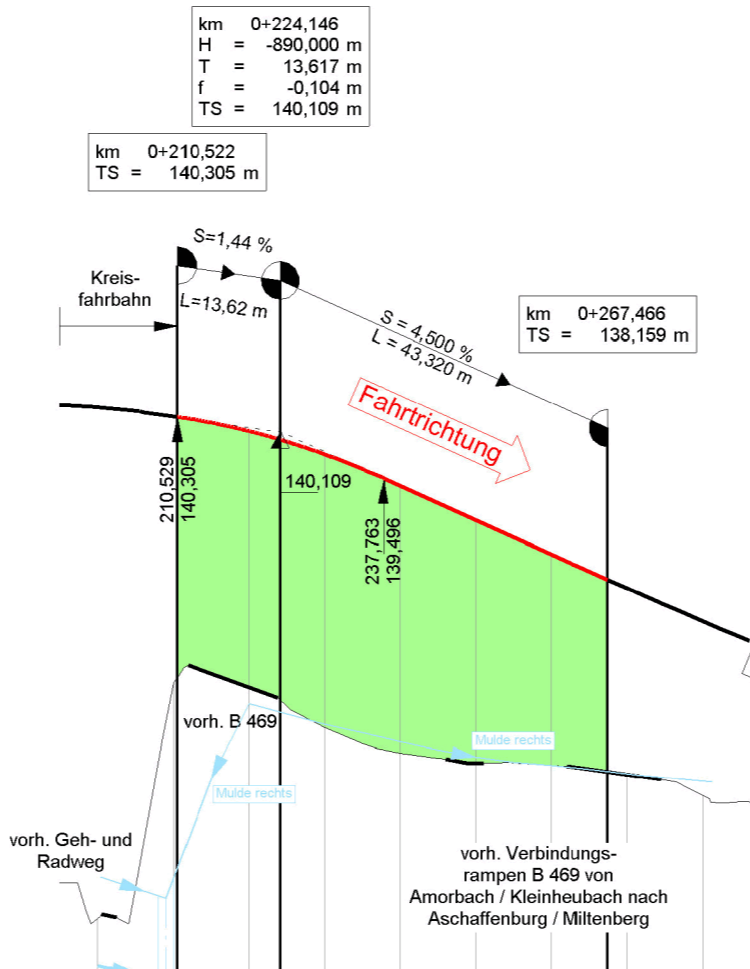 km 0+224,146
H = -890,000 m
T = 13,617 m
f = -0,104 m
TS = 140,109 m
km 0+210,522
TS = 140,305 m
S=1,44 %
L=13,62 m
Kreis-
fahrbahn
S = 4,500 %
L = 43,320 m
km 0+267,466
TS = 138,159 m
Fahrtrichtung
210,529
140,305
140,109
237,763
139,496
vorh. B 469
Mulde rechts
Mulde rechts
vorh. Geh- und
Radweg
vorh. Verbindungs-
rampen B 469 von
Amorbach / Kleinheubach nach
Aschaffenburg / Miltenberg